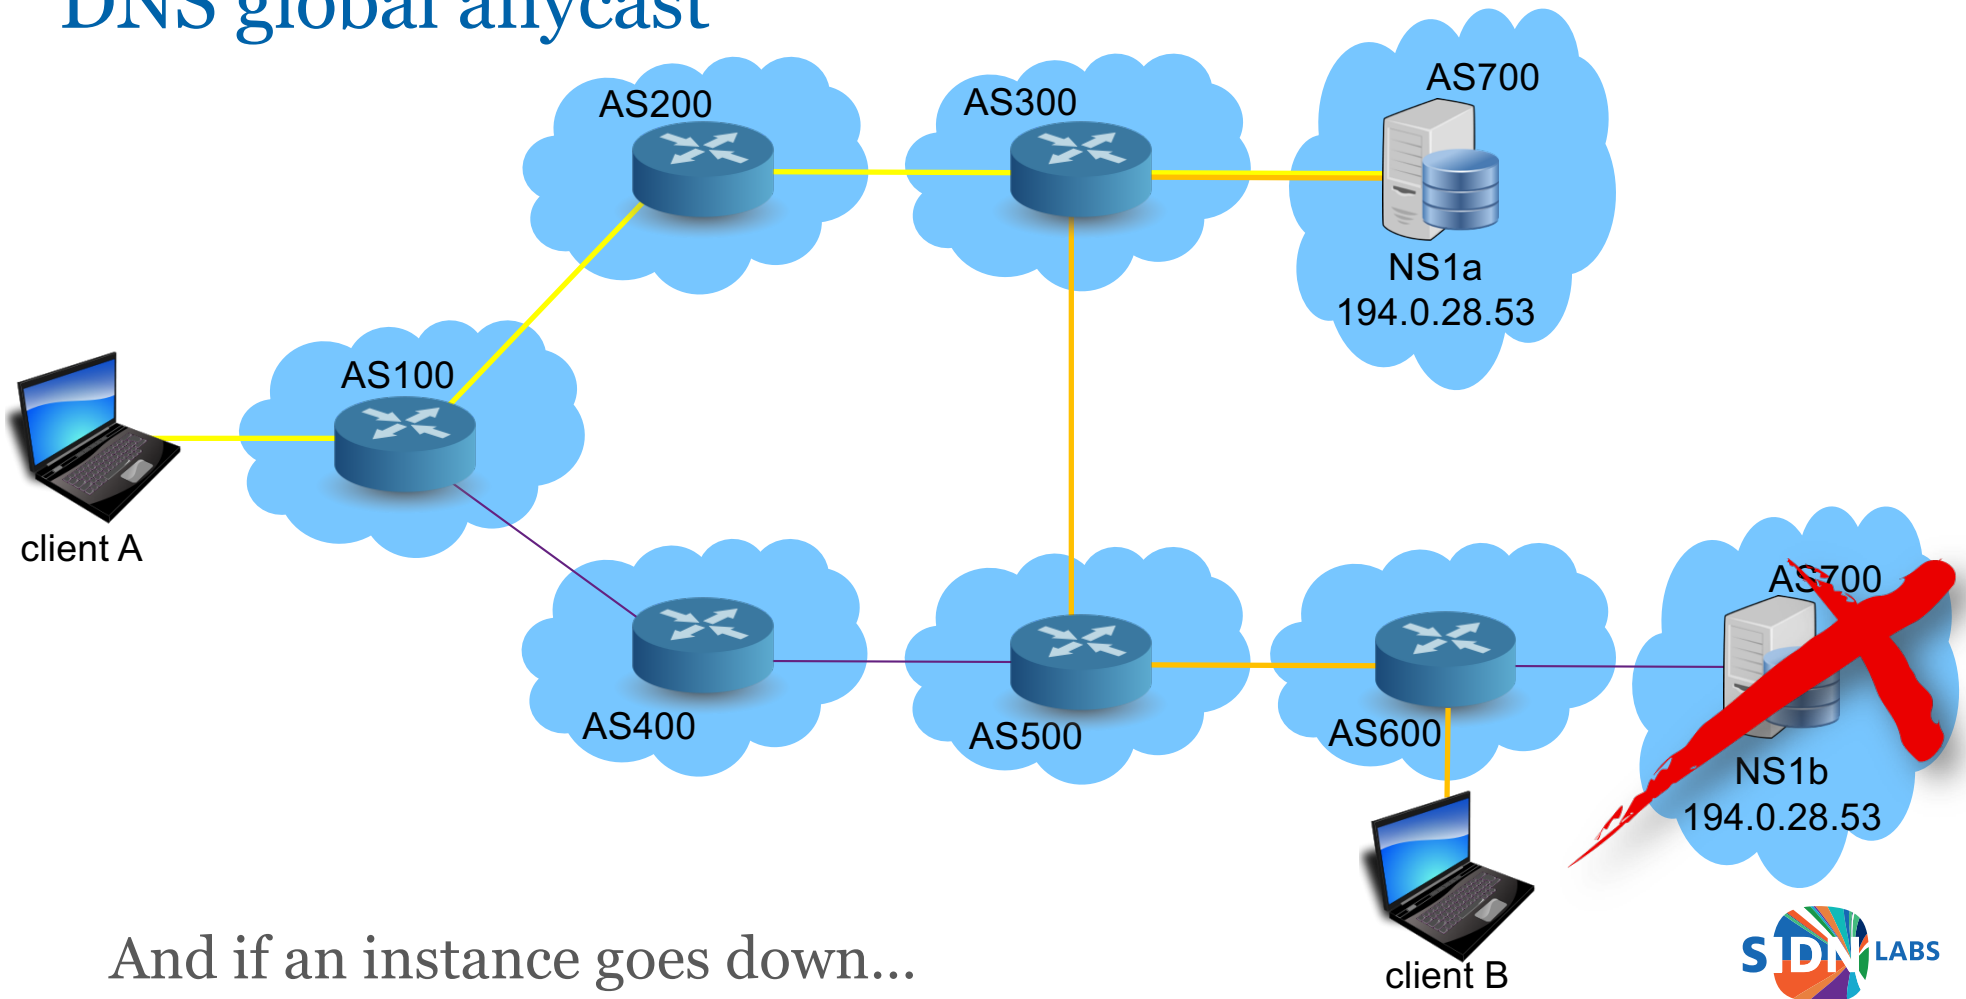 DNS global anycast
AS200
AS300
AS700
NS1a
194.0.28.53
AS100
client A
AS400
AS500
AS600
AS700
NS1b
194.0.28.53
client B
And if an instance goes down...
SIDN LABS